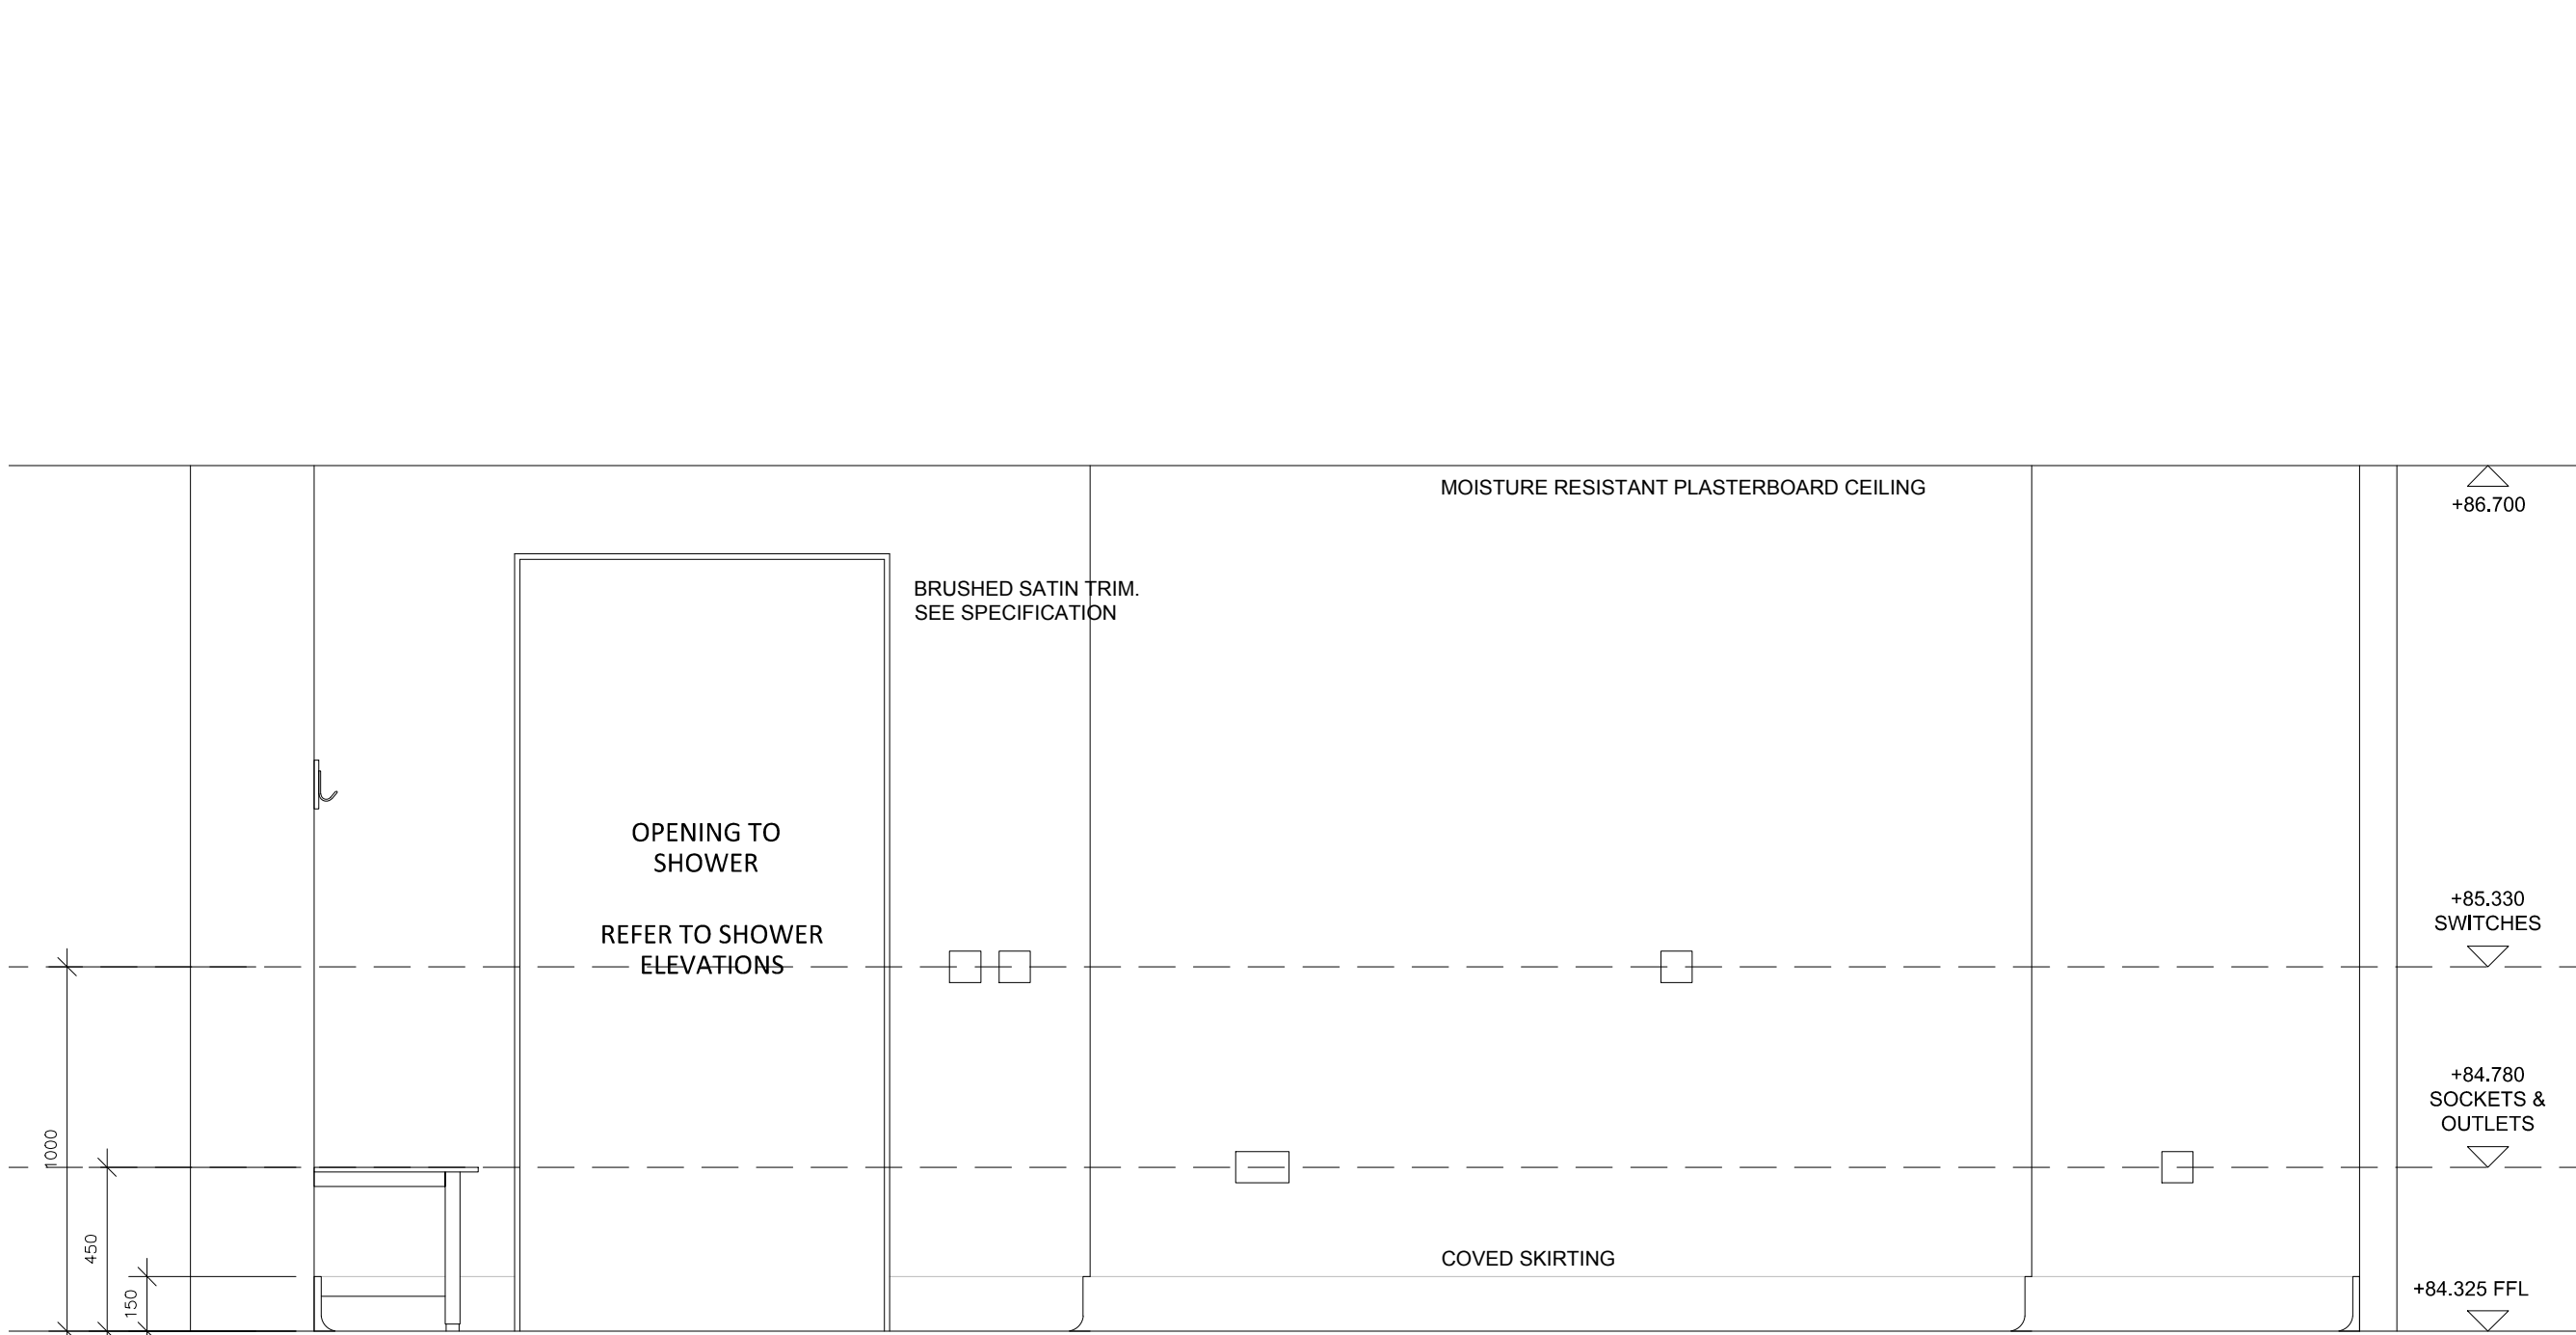 MOISTURE RESISTANT PLASTERBOARD CEILING
+86.700
BRUSHED SATIN TRIM.
SEE SPECIFICATION
OPENING TO
SHOWER
REFER TO SHOWER
ELEVATIONS
+85.330
SWITCHES
+84.780
SOCKETS &
OUTLETS
1000
450
150
COVED SKIRTING
+84.325 FFL